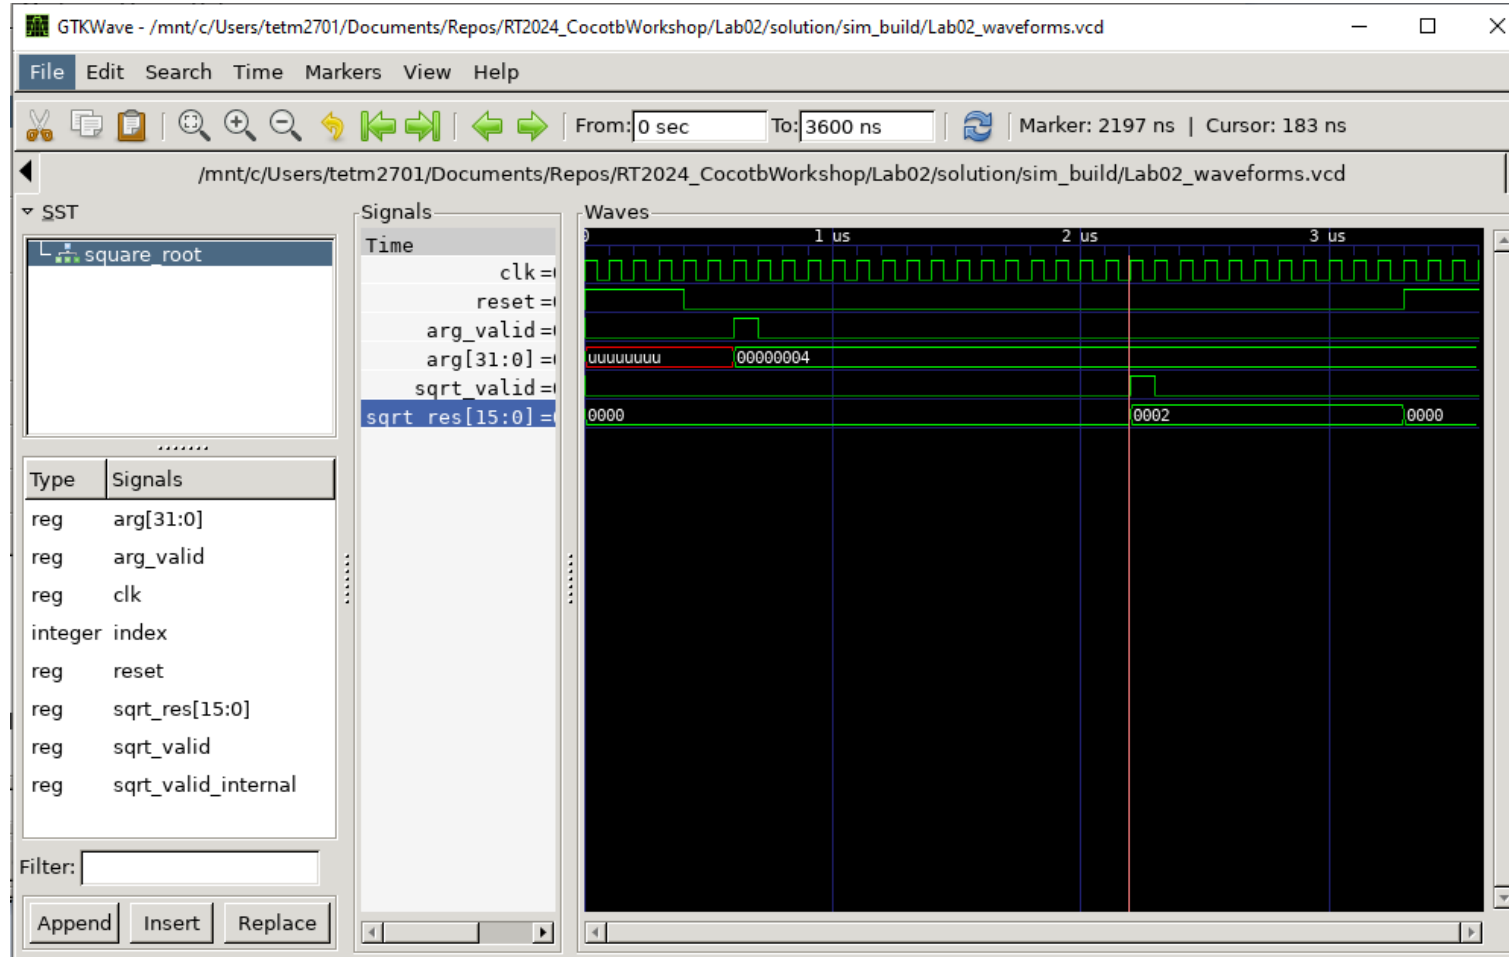 GTKWave - /mnt/c/Users/tetm2701/Documents/Repos/RT2024_CocotbWorkshop/Lab02/solution/sim_build/Lab02_waveforms.vcd
File Edit Search Time Markers View Help
From: 0 sec To: 3600 ns Marker: 2197 ns | Cursor: 183 ns
/mnt/c/Users/tetm2701/Documents/Repos/RT2024_CocotbWorkshop/Lab02/solution/sim_build/Lab02_waveforms.vcd
SST
square_root
Type Signals
reg arg[31:0]
reg arg_valid
reg clk
integer index
reg reset
reg sqrt_res[15:0]
reg sqrt_valid
reg sqrt_valid_internal
Filter:
Append Insert Replace
Signals
Time
clk =
reset =
arg_valid =
arg[31:0] =
sqrt_valid =
sqrt_res[15:0] =
Waves
0 1 us 2 us 3 us
uuuuuuuu 00000004
0000 0002 0000